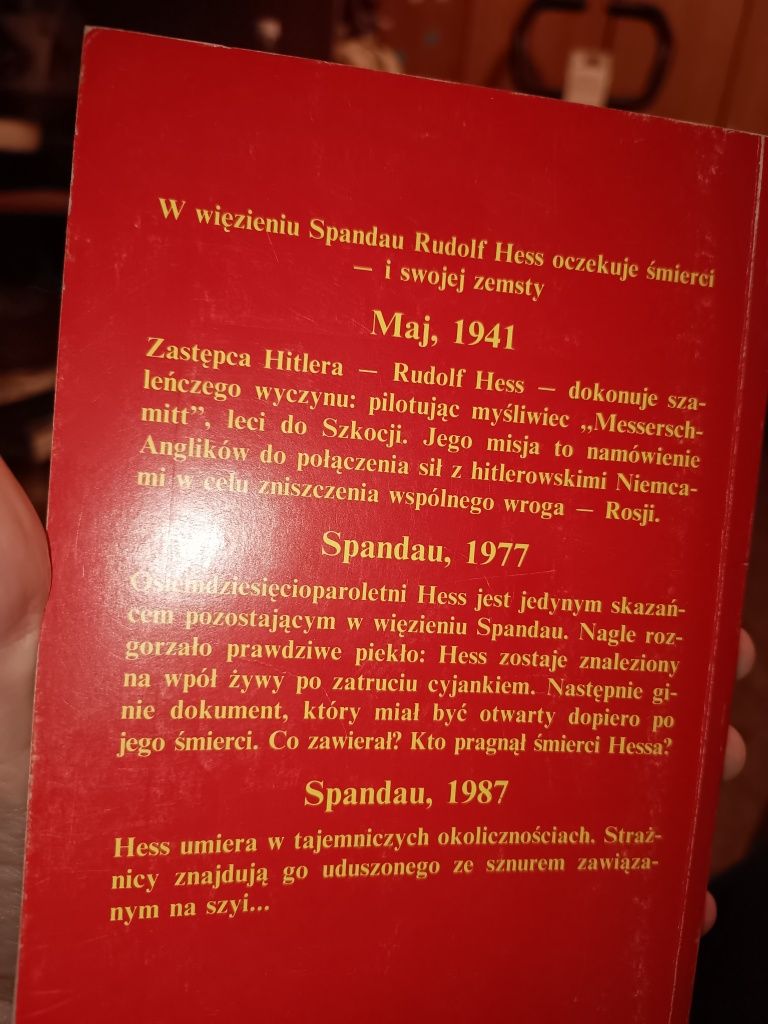 W więzieniu Spandau Rudolf Hess oczekuje śmierci
— i swojej zemsty
Maj, 1941
Zastępca Hitlera — Rudolf Hess — dokonuje sza-
leńczego wyczynu: pilotując myśliwiec „Messersch-
mitt”, leci do Szkocji. Jego misja to namówienie
Anglików do połączenia sił z hitlerowskimi Niemca-
mi w celu zniszczenia wspólnego wroga — Rosji.
Spandau, 1977
Osiemdziesięcioparoletni Hess jest jedynym skazań-
cem pozostającym w więzieniu Spandau. Nagle roz-
gorzało prawdziwe piekło: Hess zostaje znaleziony
na wpół żywy po zatruciu cyjankiem. Następnie gi-
nie dokument, który miał być otwarty dopiero po
jego śmierci. Co zawierał? Kto pragnął śmierci Hessa?
Spandau, 1987
Hess umiera w tajemniczych okolicznościach. Straż-
nicy znajdują go uduszonego ze sznurem zawiąza-
nym na szyi...